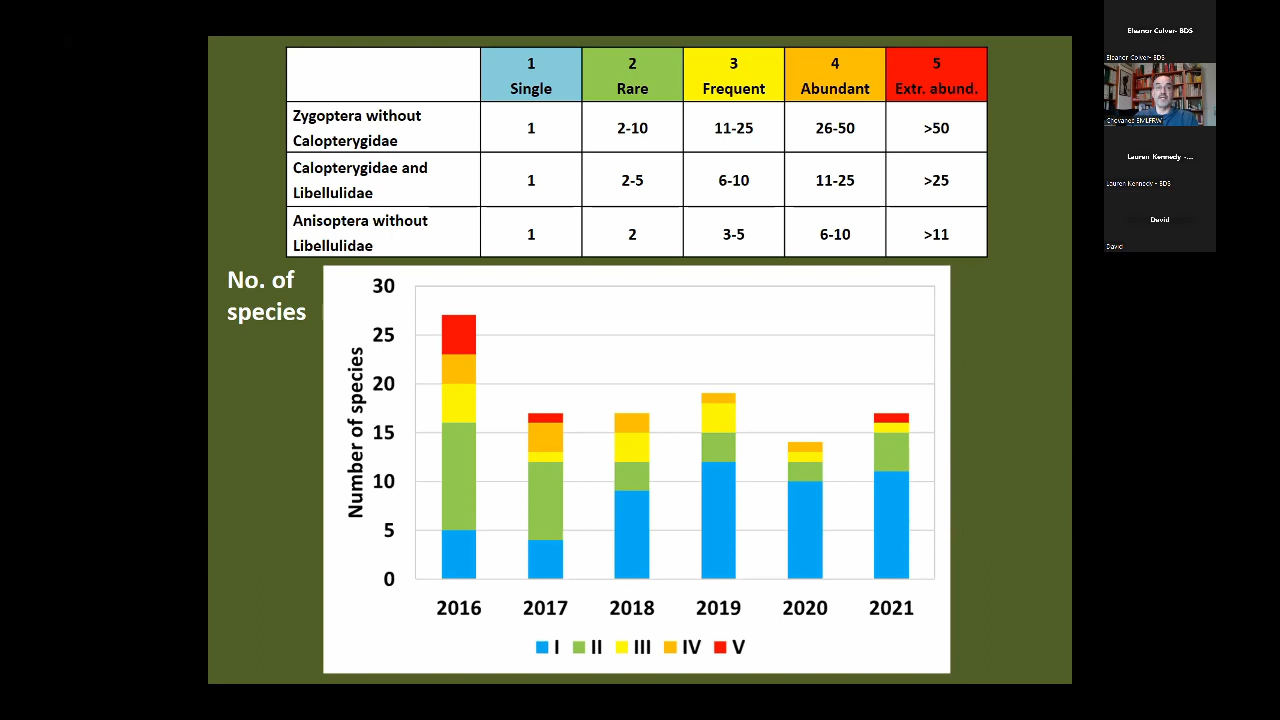 1 2 3 4 5
Single Rare Frequent Abundant Extr. abund.
Zygoptera without
Calopterygidae
1 2-10 11-25 26-50 >50
Calopterygidae and
Libellulidae
1 2-5 6-10 11-25 >25
Anisoptera without
Libellulidae
1 2 3-5 6-10 >11
No. of
species
Number of species
30
25
20
15
10
5
0
2016 2017 2018 2019 2020 2021
I II III IV V
Eleanor Colver- BDS
Eleanor Colver- BDS
Chovanec BMLFRW
Lauren Kennedy -...
Lauren Kennedy - BDS
David
David